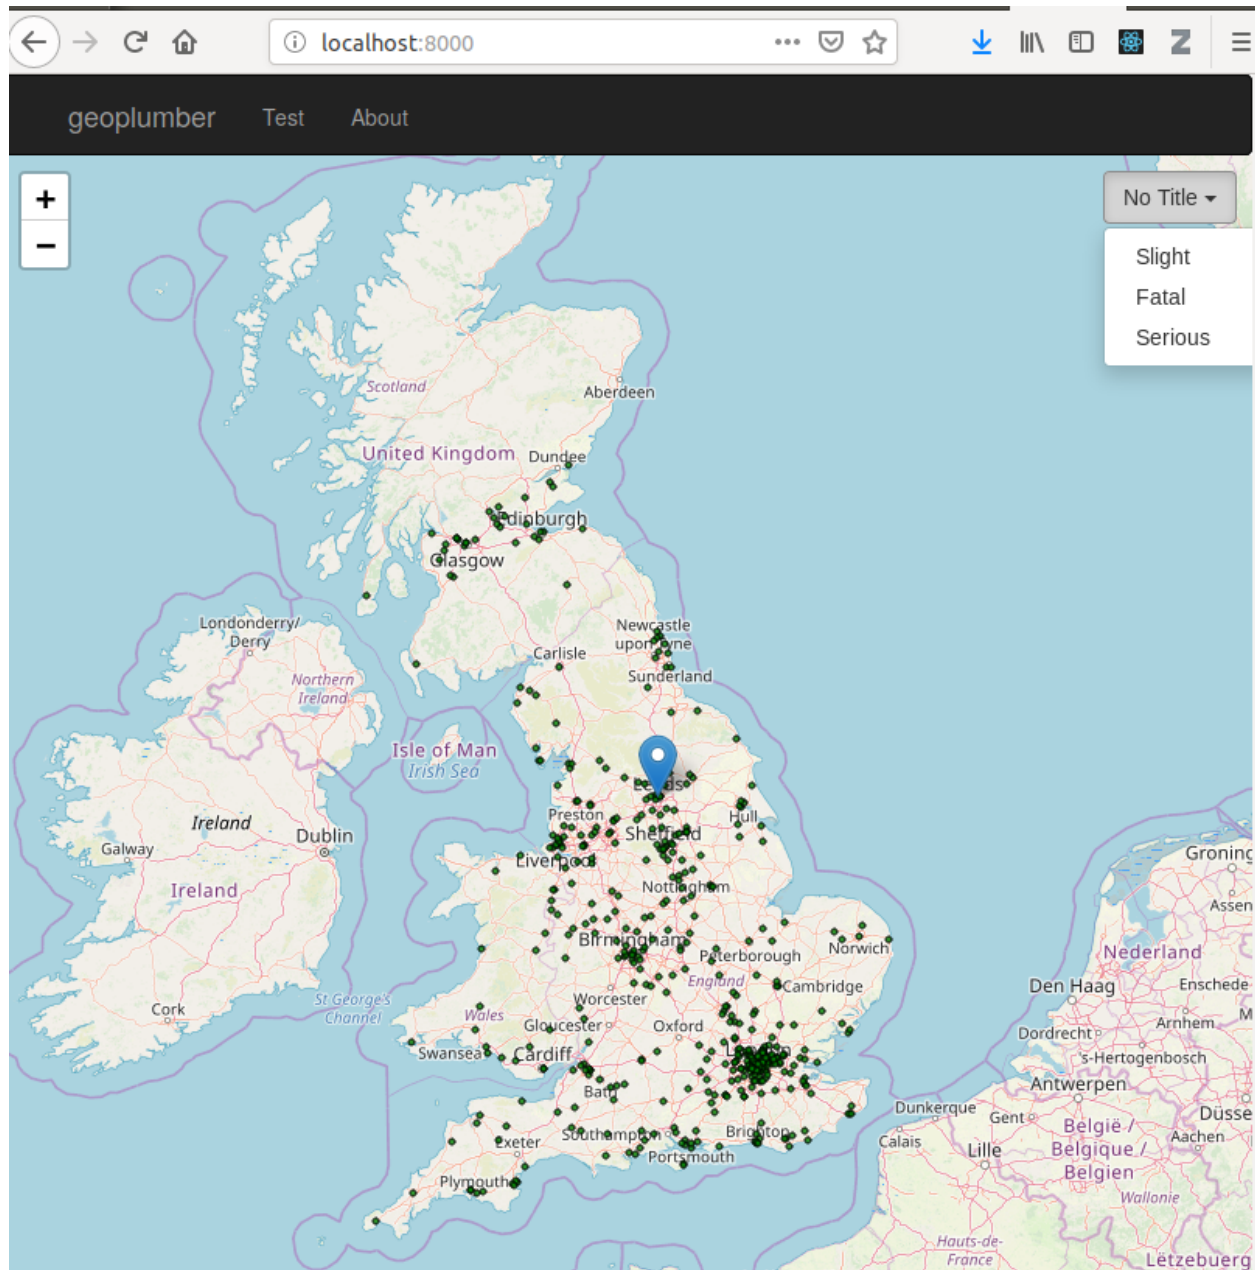 localhost:8000
geoplumber Test About
+
−
No Title
Slight
Fatal
Serious
Scotland
Aberdeen
United Kingdom
Dundee
Edinburgh
Glasgow
Londonderry/
Derry
Newcastle
upon Tyne
Carlisle
Sunderland
Northern
Ireland
Isle of Man
Irish Sea
Leeds
Preston
Hull
Ireland
Dublin
Sheffield
Galway
Liverpool
Groning
Ireland
Nottingham
Assen
Birmingham
Norwich
Peterborough
Nederland
England
Cambridge
Den Haag
Enschede
St George's
Channel
Worcester
Cork
Wales
Gloucester
Oxford
Dordrecht
Arnhem
M
Swansea
Cardiff
's-Hertogenbosch
Antwerpen
Bath
Dunkerque
Gent
Düsse
Exeter
Southampton
Brighton
Calais
België /
Belgique /
Belgien
Aachen
Lille
Portsmouth
Plymouth
Wallonie
Hauts-de-
France
Lëtzebuerg